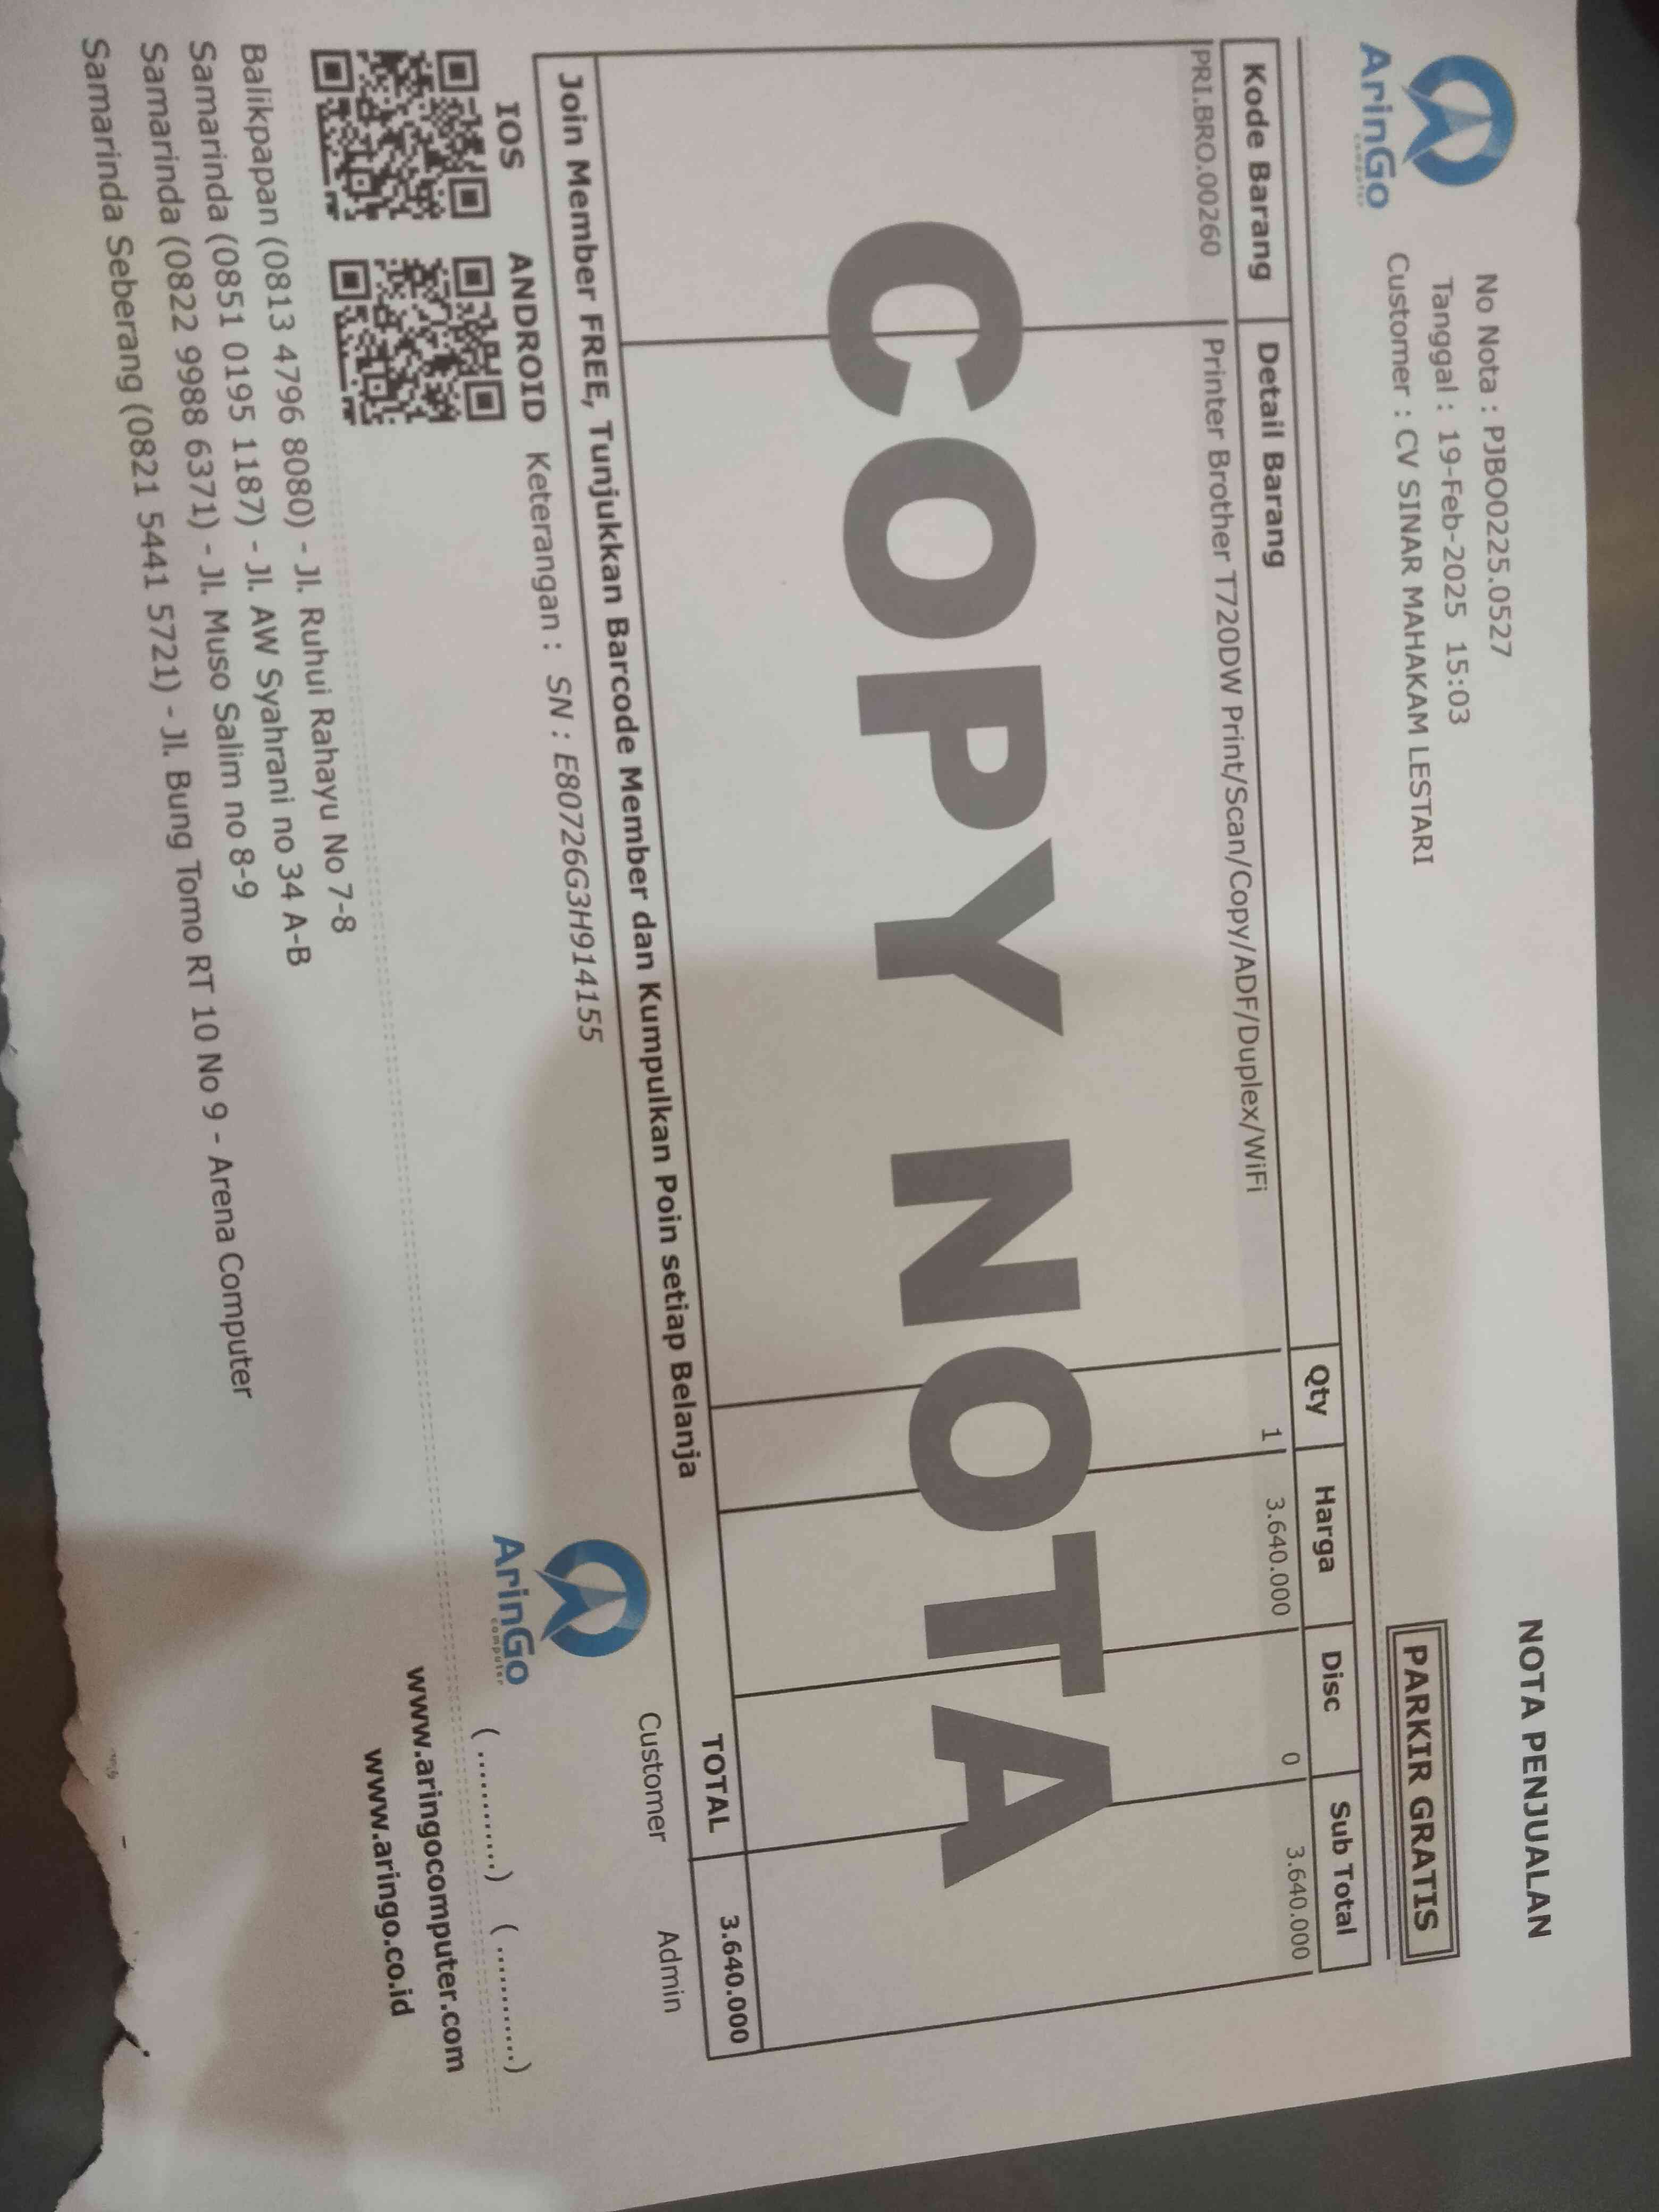 NOTA PENJUALAN
ArinGo
computer
No Nota : PJBO0225.0527
Tanggal : 19-Feb-2025 15:03
Customer : CV SINAR MAHAKAM LESTARI
PARKIR GRATIS
Kode Barang Detail Barang Qty Harga Disc Sub Total
PRI.BRO.00260 Printer Brother T720DW Print/Scan/Copy/ADF/Duplex/WiFi 1 3.640.000 0 3.640.000
COPY NOTA
Join Member FREE, Tunjukkan Barcode Member dan Kumpulkan Poin setiap Belanja TOTAL 3.640.000
IOS ANDROID Keterangan : SN : E80726G3H914155
ArinGo
computer
Customer Admin
( ...........) ( ...........)
Balikpapan (0813 4796 8080) - Jl. Ruhui Rahayu No 7-8
Samarinda (0851 0195 1187) - Jl. AW Syahrani no 34 A-B
Samarinda (0822 9988 6371) - Jl. Muso Salim no 8-9
Samarinda Seberang (0821 5441 5721) - Jl. Bung Tomo RT 10 No 9 - Arena Computer
www.aringocomputer.com
www.aringo.co.id